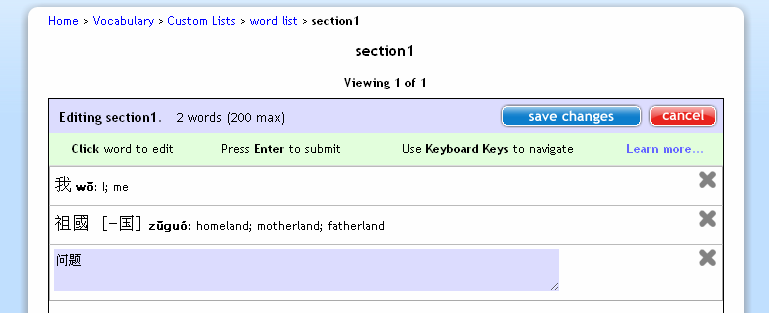 Home > Vocabulary > Custom Lists > word list > section1
section1
Viewing 1 of 1
Editing section1. 2 words (200 max) save changes cancel
Click word to edit Press Enter to submit Use Keyboard Keys to navigate Learn more...
我 wǒ: I; me
祖國 [-国] zǔguó: homeland; motherland; fatherland
问题